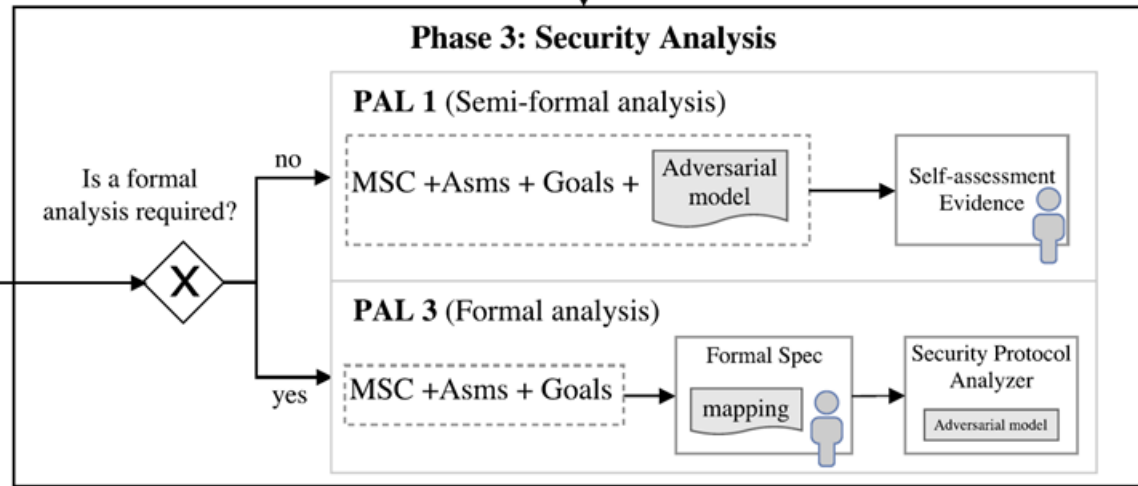 Phase 3: Security Analysis
Is a formal
analysis required?
X
no
yes
PAL 1 (Semi-formal analysis)
MSC +Asms + Goals +
Adversarial
model
Self-assessment
Evidence
PAL 3 (Formal analysis)
MSC +Asms + Goals
Formal Spec
mapping
Security Protocol
Analyzer
Adversarial model